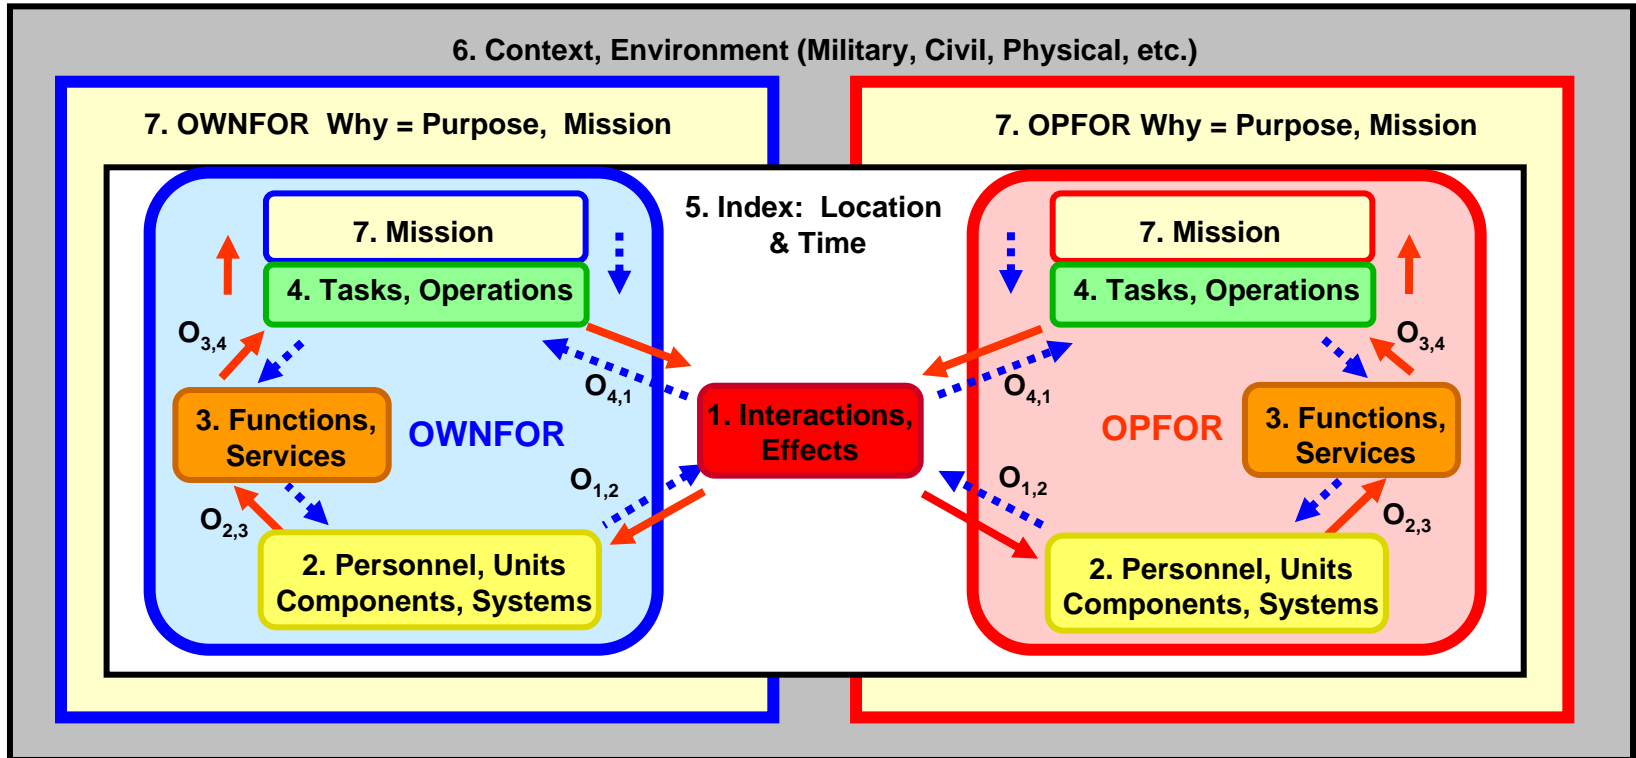 6. Context, Environment (Military, Civil, Physical, etc.)
7. OWNFOR Why = Purpose, Mission
7. OPFOR Why = Purpose, Mission
5. Index: Location
& Time
7. Mission
4. Tasks, Operations
O3,4
O4,1
3. Functions,
Services
OWNFOR
O2,3
O1,2
2. Personnel, Units
Components, Systems
1. Interactions,
Effects
7. Mission
4. Tasks, Operations
O3,4
O4,1
OPFOR
3. Functions,
Services
O1,2
O2,3
2. Personnel, Units
Components, Systems